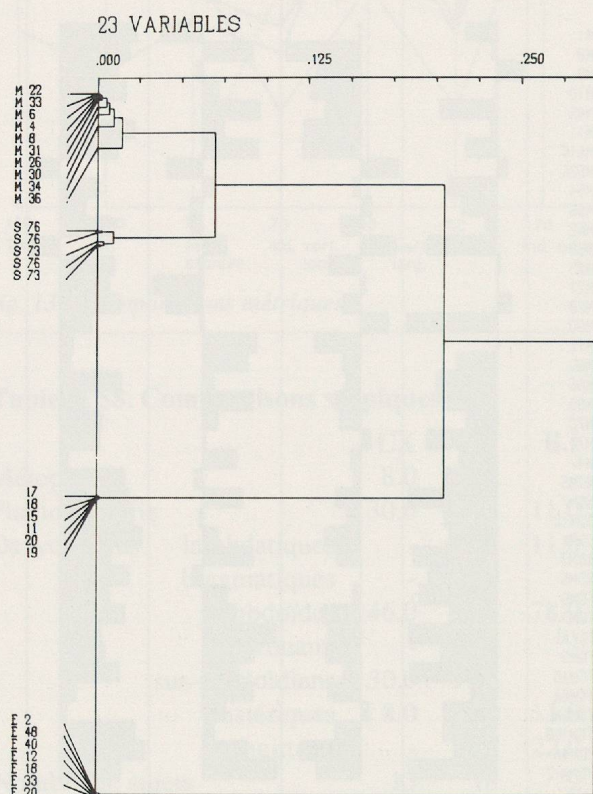 23 VARIABLES
.000 .125 .250
M 22
M 33
M 6
M 4
M 8
M 31
M 26
M 30
M 34
M 36
S 76
S 76
S 73
S 76
S 73
17
18
15
11
20
19
E 2
E 48
E 40
E 12
E 18
E 33
E 20